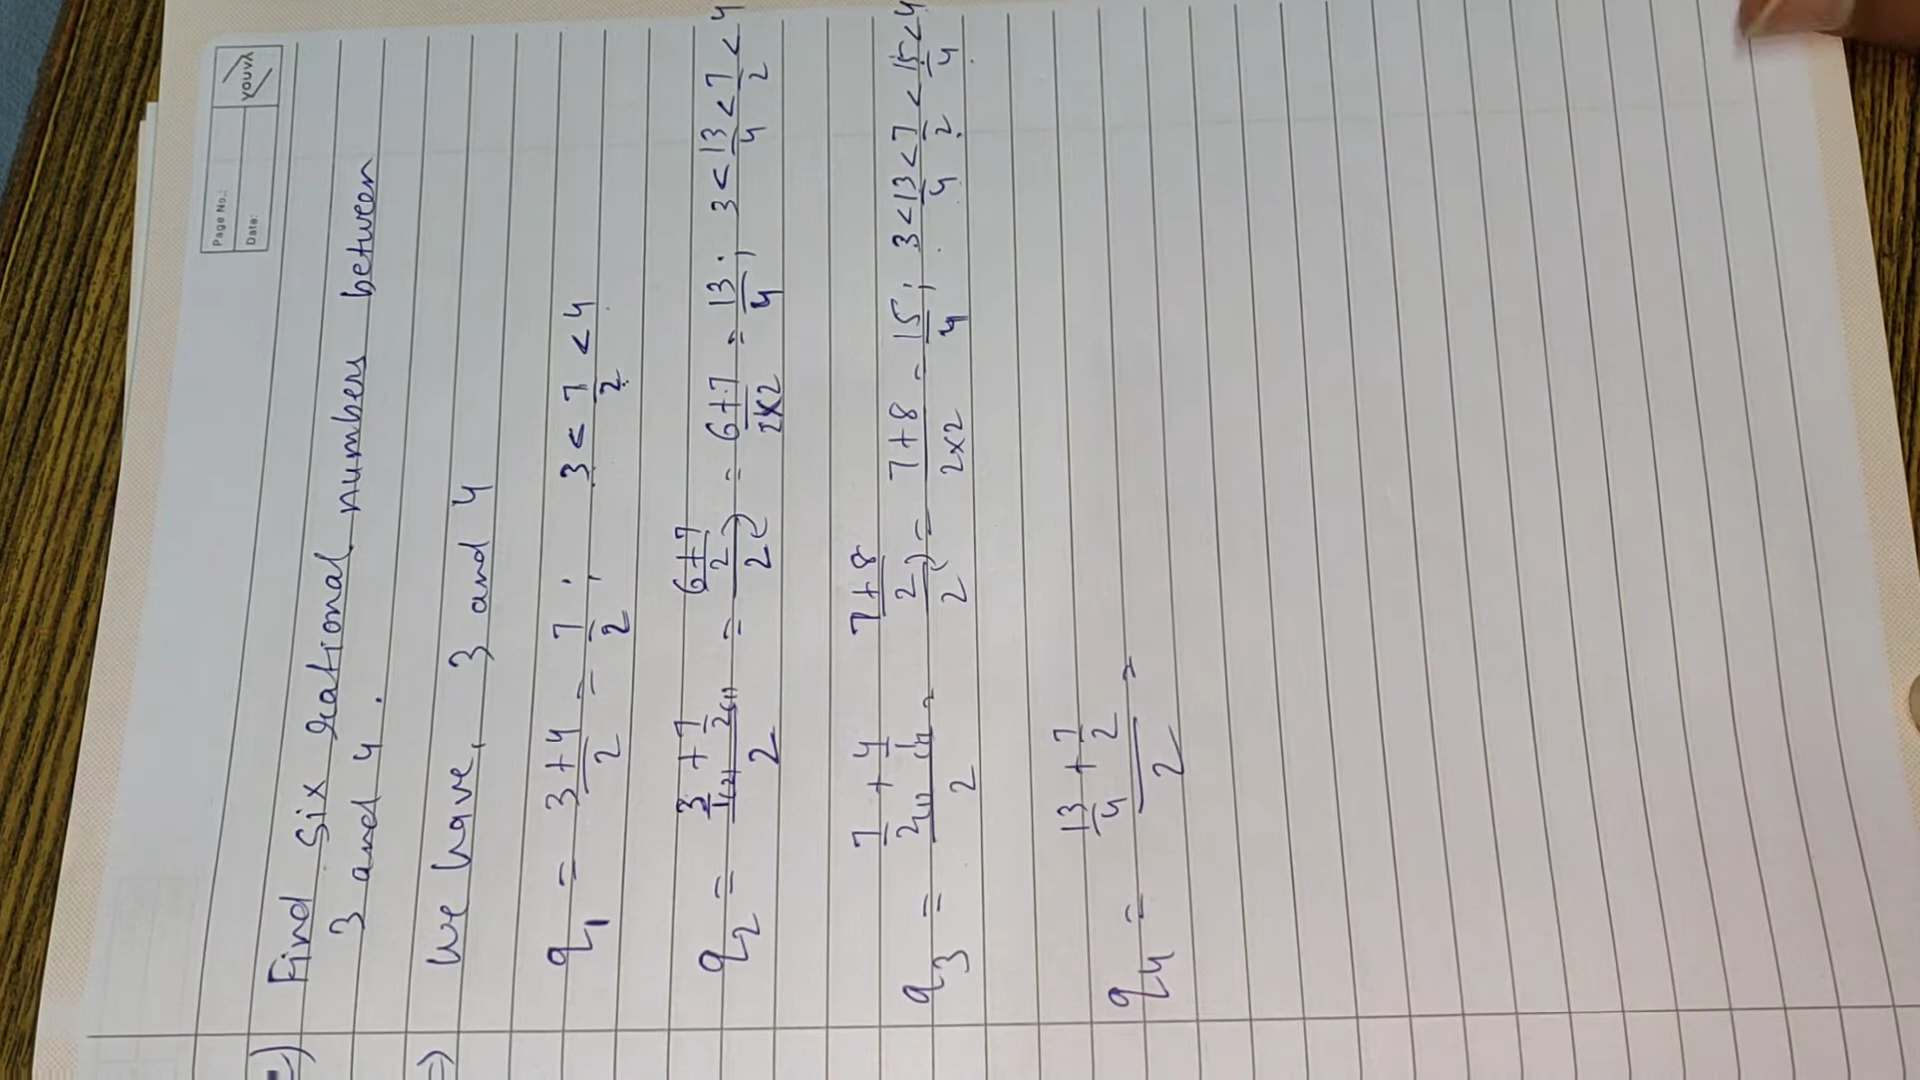 youva
Page No.:
Date:
Find six rational numbers between
3 and 4.
=) We have, 3 and 4
q1 = (3+4)/2 = 7/2 ; 3 < 7/2 < 4
q2 = (3/1(2) + 7/2(1))/2 = ((6+7)/2)/2 = (6+7)/(2×2) = 13/4 ; 3 < 13/4 < 7/2 < 4
q3 = (7/2(1) + 4/1(2))/2 = ((7+8)/2)/2 = (7+8)/(2×2) = 15/4 ; 3 < 13/4 < 7/2 < 15/4 < 4
q4 = (13/4 + 7/2)/2 =